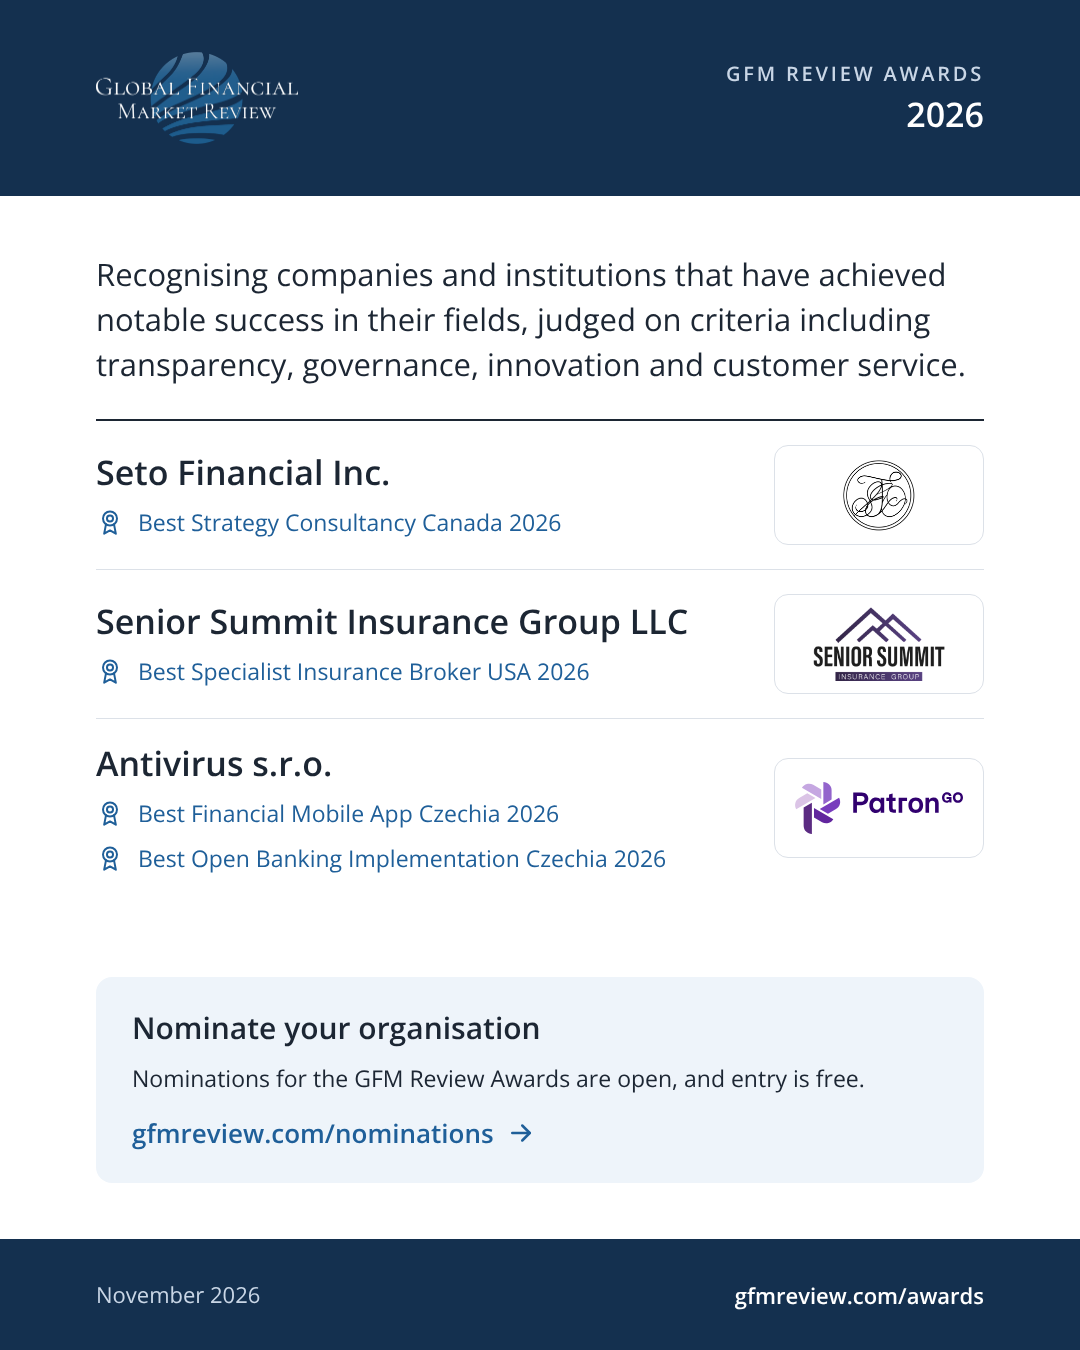 GLOBAL FINANCIAL
MARKET REVIEW
GFM REVIEW AWARDS
2026
Recognising companies and institutions that have achieved
notable success in their fields, judged on criteria including
transparency, governance, innovation and customer service.
Seto Financial Inc.
Best Strategy Consultancy Canada 2026
Senior Summit Insurance Group LLC
Best Specialist Insurance Broker USA 2026
SENIOR SUMMIT
INSURANCE GROUP
Antivirus s.r.o.
Best Financial Mobile App Czechia 2026
Best Open Banking Implementation Czechia 2026
Patron GO
Nominate your organisation
Nominations for the GFM Review Awards are open, and entry is free.
gfmreview.com/nominations →
November 2026
gfmreview.com/awards